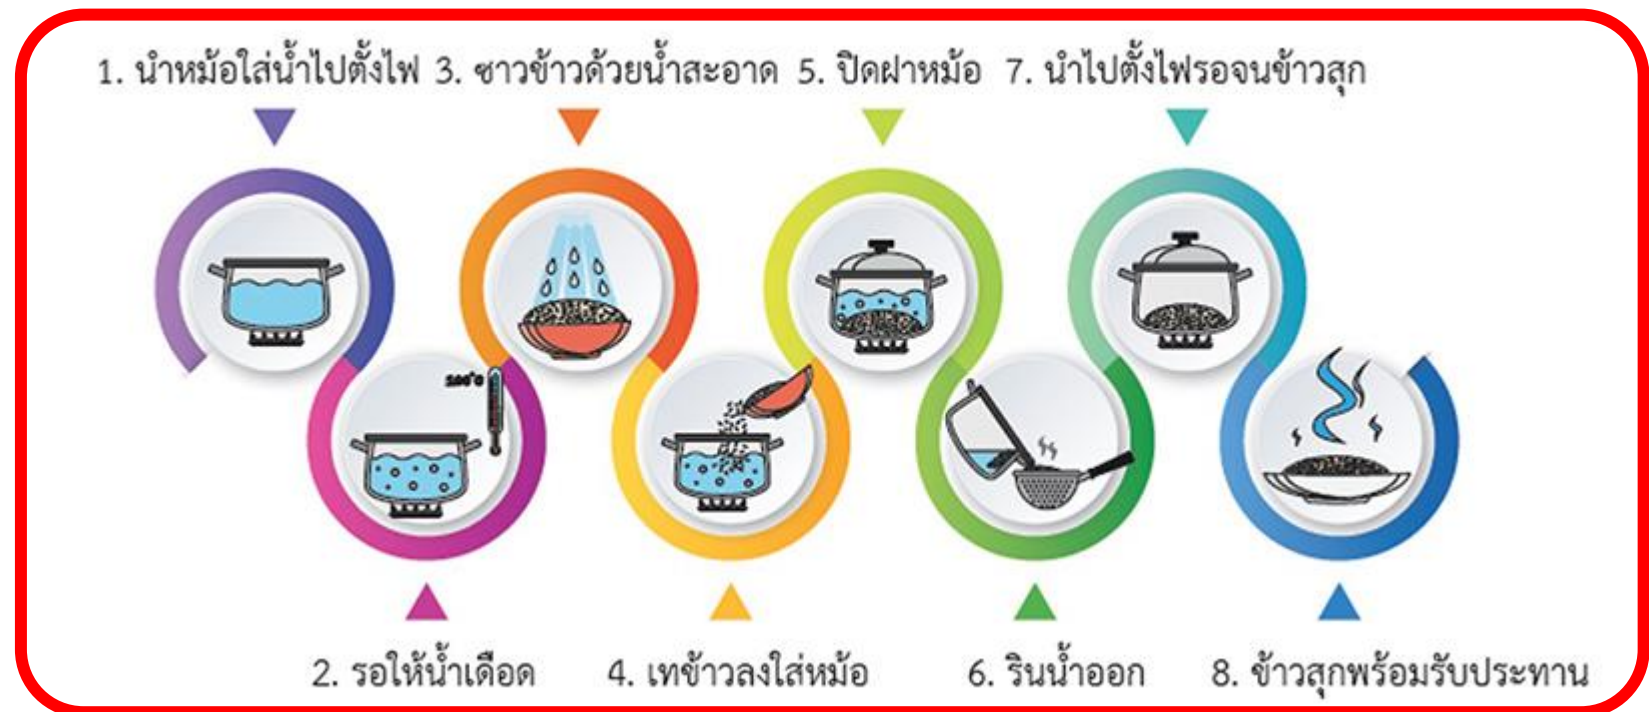 1. นำหม้อใส่น้ำไปตั้งไฟ 3. ซาวข้าวด้วยน้ำสะอาด 5. ปิดฝาหม้อ 7. นำไปตั้งไฟรอจนข้าวสุก
2. รอให้น้ำเดือด 4. เทข้าวลงใส่หม้อ 6. รินน้ำออก 8. ข้าวสุกพร้อมรับประทาน